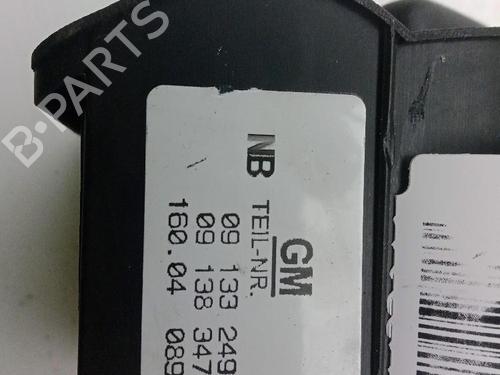 B-PARTS
NB
GM
TEIL-NR.
09 133 249
09 138 347
160.04 089